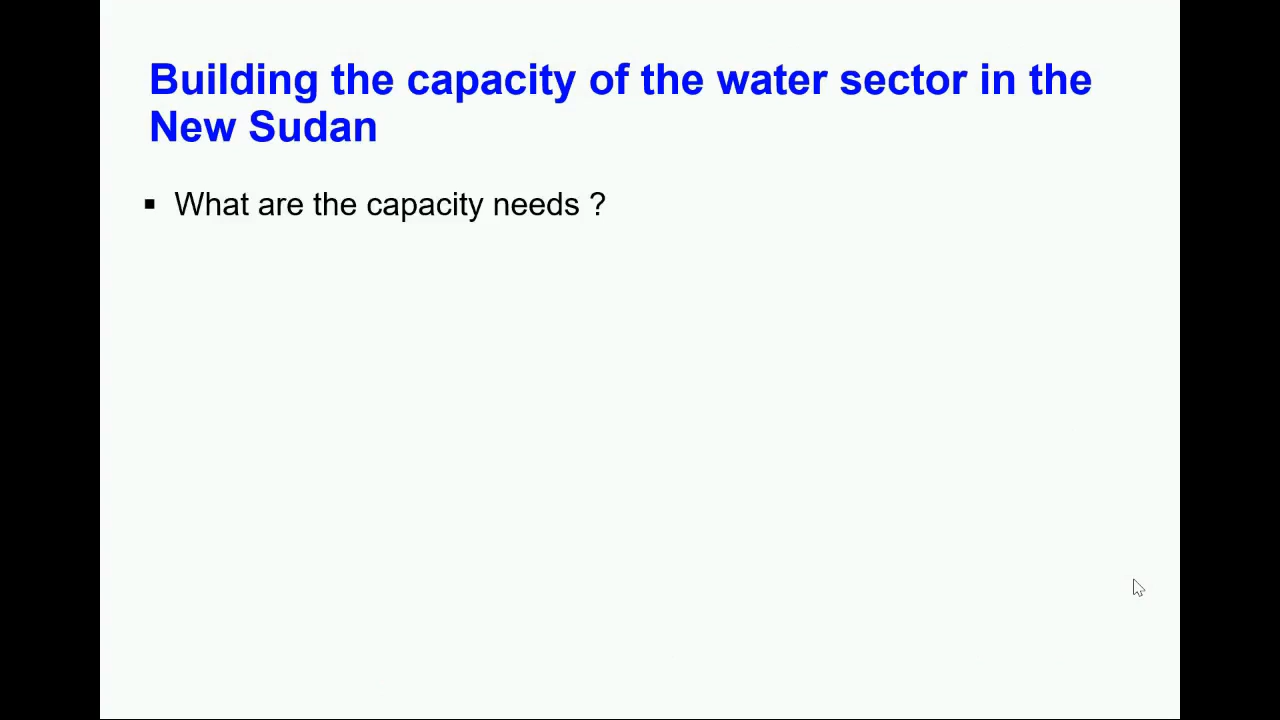 Building the capacity of the water sector in the
New Sudan
▪ What are the capacity needs ?